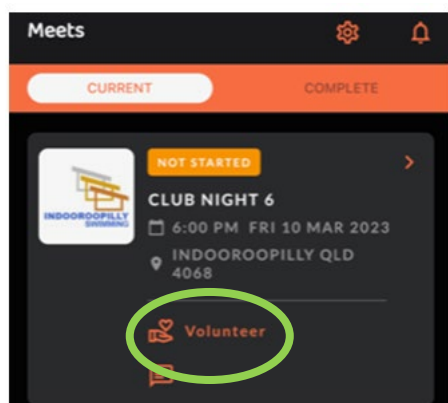 Meets
CURRENT
COMPLETE
NOT STARTED
CLUB NIGHT 6
6:00 PM FRI 10 MAR 2023
INDOOROOPILLY QLD
4068
INDOOROOPILLY
SWIMMING
Volunteer